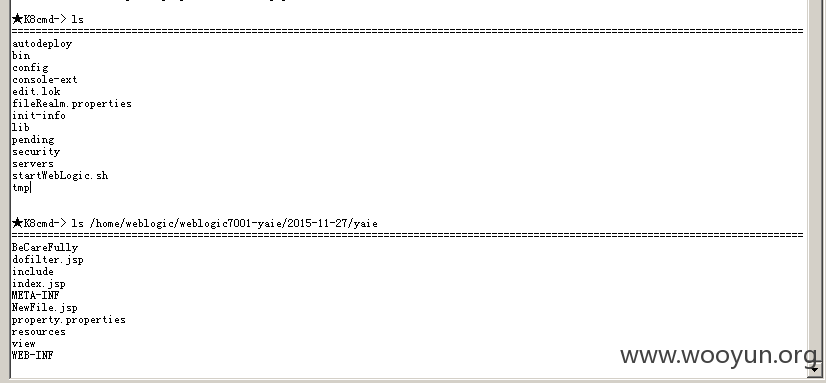 ★K8cmd-> ls
================================================================================
autodeploy
bin
config
console-ext
edit.lok
fileRealm.properties
init-info
lib
pending
security
servers
startWebLogic.sh
tmp
★K8cmd-> ls /home/weblogic/weblogic7001-yaie/2015-11-27/yaie
================================================================================
BeCareFully
dofilter.jsp
include
index.jsp
META-INF
NewFile.jsp
property.properties
resources
view
WEB-INF
www.wooyun.org